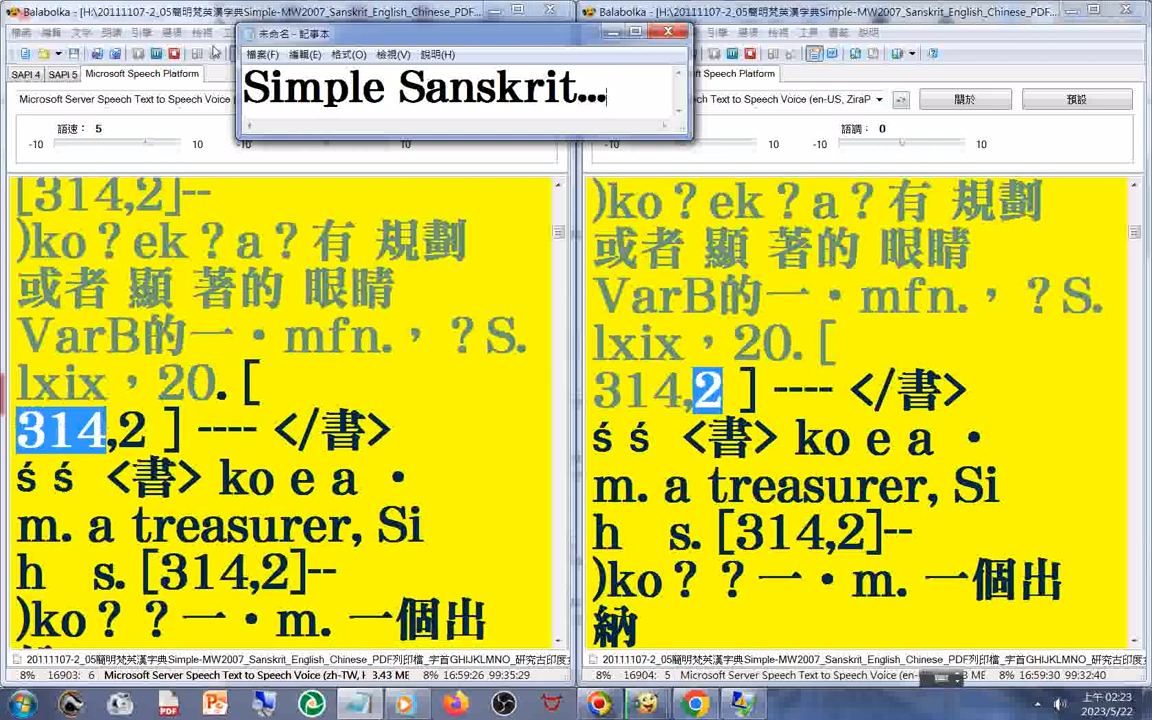 Balabolka - [H:\20111107-2_05簡明梵英漢字典Simple-MW2007_Sanskrit_English_Chinese_PDF
Balabolka - [H:\20111107-2_05簡明梵英漢字典Simple-MW2007_Sanskrit_English_Chinese_PDF
未命名 - 記事本
檔案(F) 編輯(E) 格式(O) 檢視(V) 說明(H)
Simple Sanskrit...
SAPI 4 SAPI 5 Microsoft Speech Platform
Speech Platform
Microsoft Server Speech Text to Speech Voice
ch Text to Speech Voice (en-US, ZiraP
關於
預設
語速： 5
語調： 0
-10 10 -10 10
-10 10 -10 10
[314,2]--
)ko？ek？a？有 規劃
或者 顯 著的 眼睛
VarB的一•mfn.，？S.
lxix，20. [
314,2 ] ---- </書>
ś ś <書> ko e a •
m. a treasurer, Si
h s. [314,2]--
)ko？？一•m. 一個出
)ko？ek？a？有 規劃
或者 顯 著的 眼睛
VarB的一•mfn.，？S.
lxix，20. [
314,2 ] ---- </書>
ś ś <書> ko e a •
m. a treasurer, Si
h s. [314,2]--
)ko？？一•m. 一個出
納
20111107-2_05簡明梵英漢字典Simple-MW2007_Sanskrit_English_Chinese_PDF列印檔_字首GHIJKLMNO_研究古印度
20111107-2_05簡明梵英漢字典Simple-MW2007_Sanskrit_English_Chinese_PDF列印檔_字首GHIJKLMNO_研究古印度
8% 16903: 6 Microsoft Server Speech Text to Speech Voice (zh-TW, 3.43 MB 8% 16:59:26 99:35:29
8% 16904: 5 Microsoft Server Speech Text to Speech Voice 8% 16:59:30 99:32:40
上午 02:23
2023/5/22